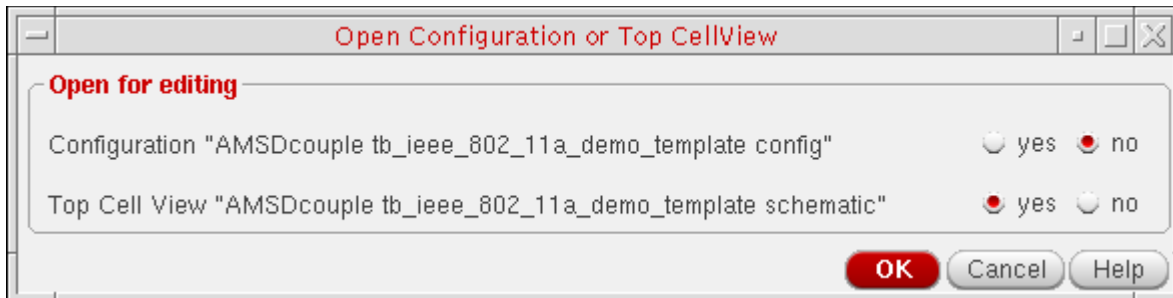 Open Configuration or Top CellView
Open for editing
Configuration "AMSDcouple tb_ieee_802_11a_demo_template config" yes no
Top Cell View "AMSDcouple tb_ieee_802_11a_demo_template schematic" yes no
OK Cancel Help